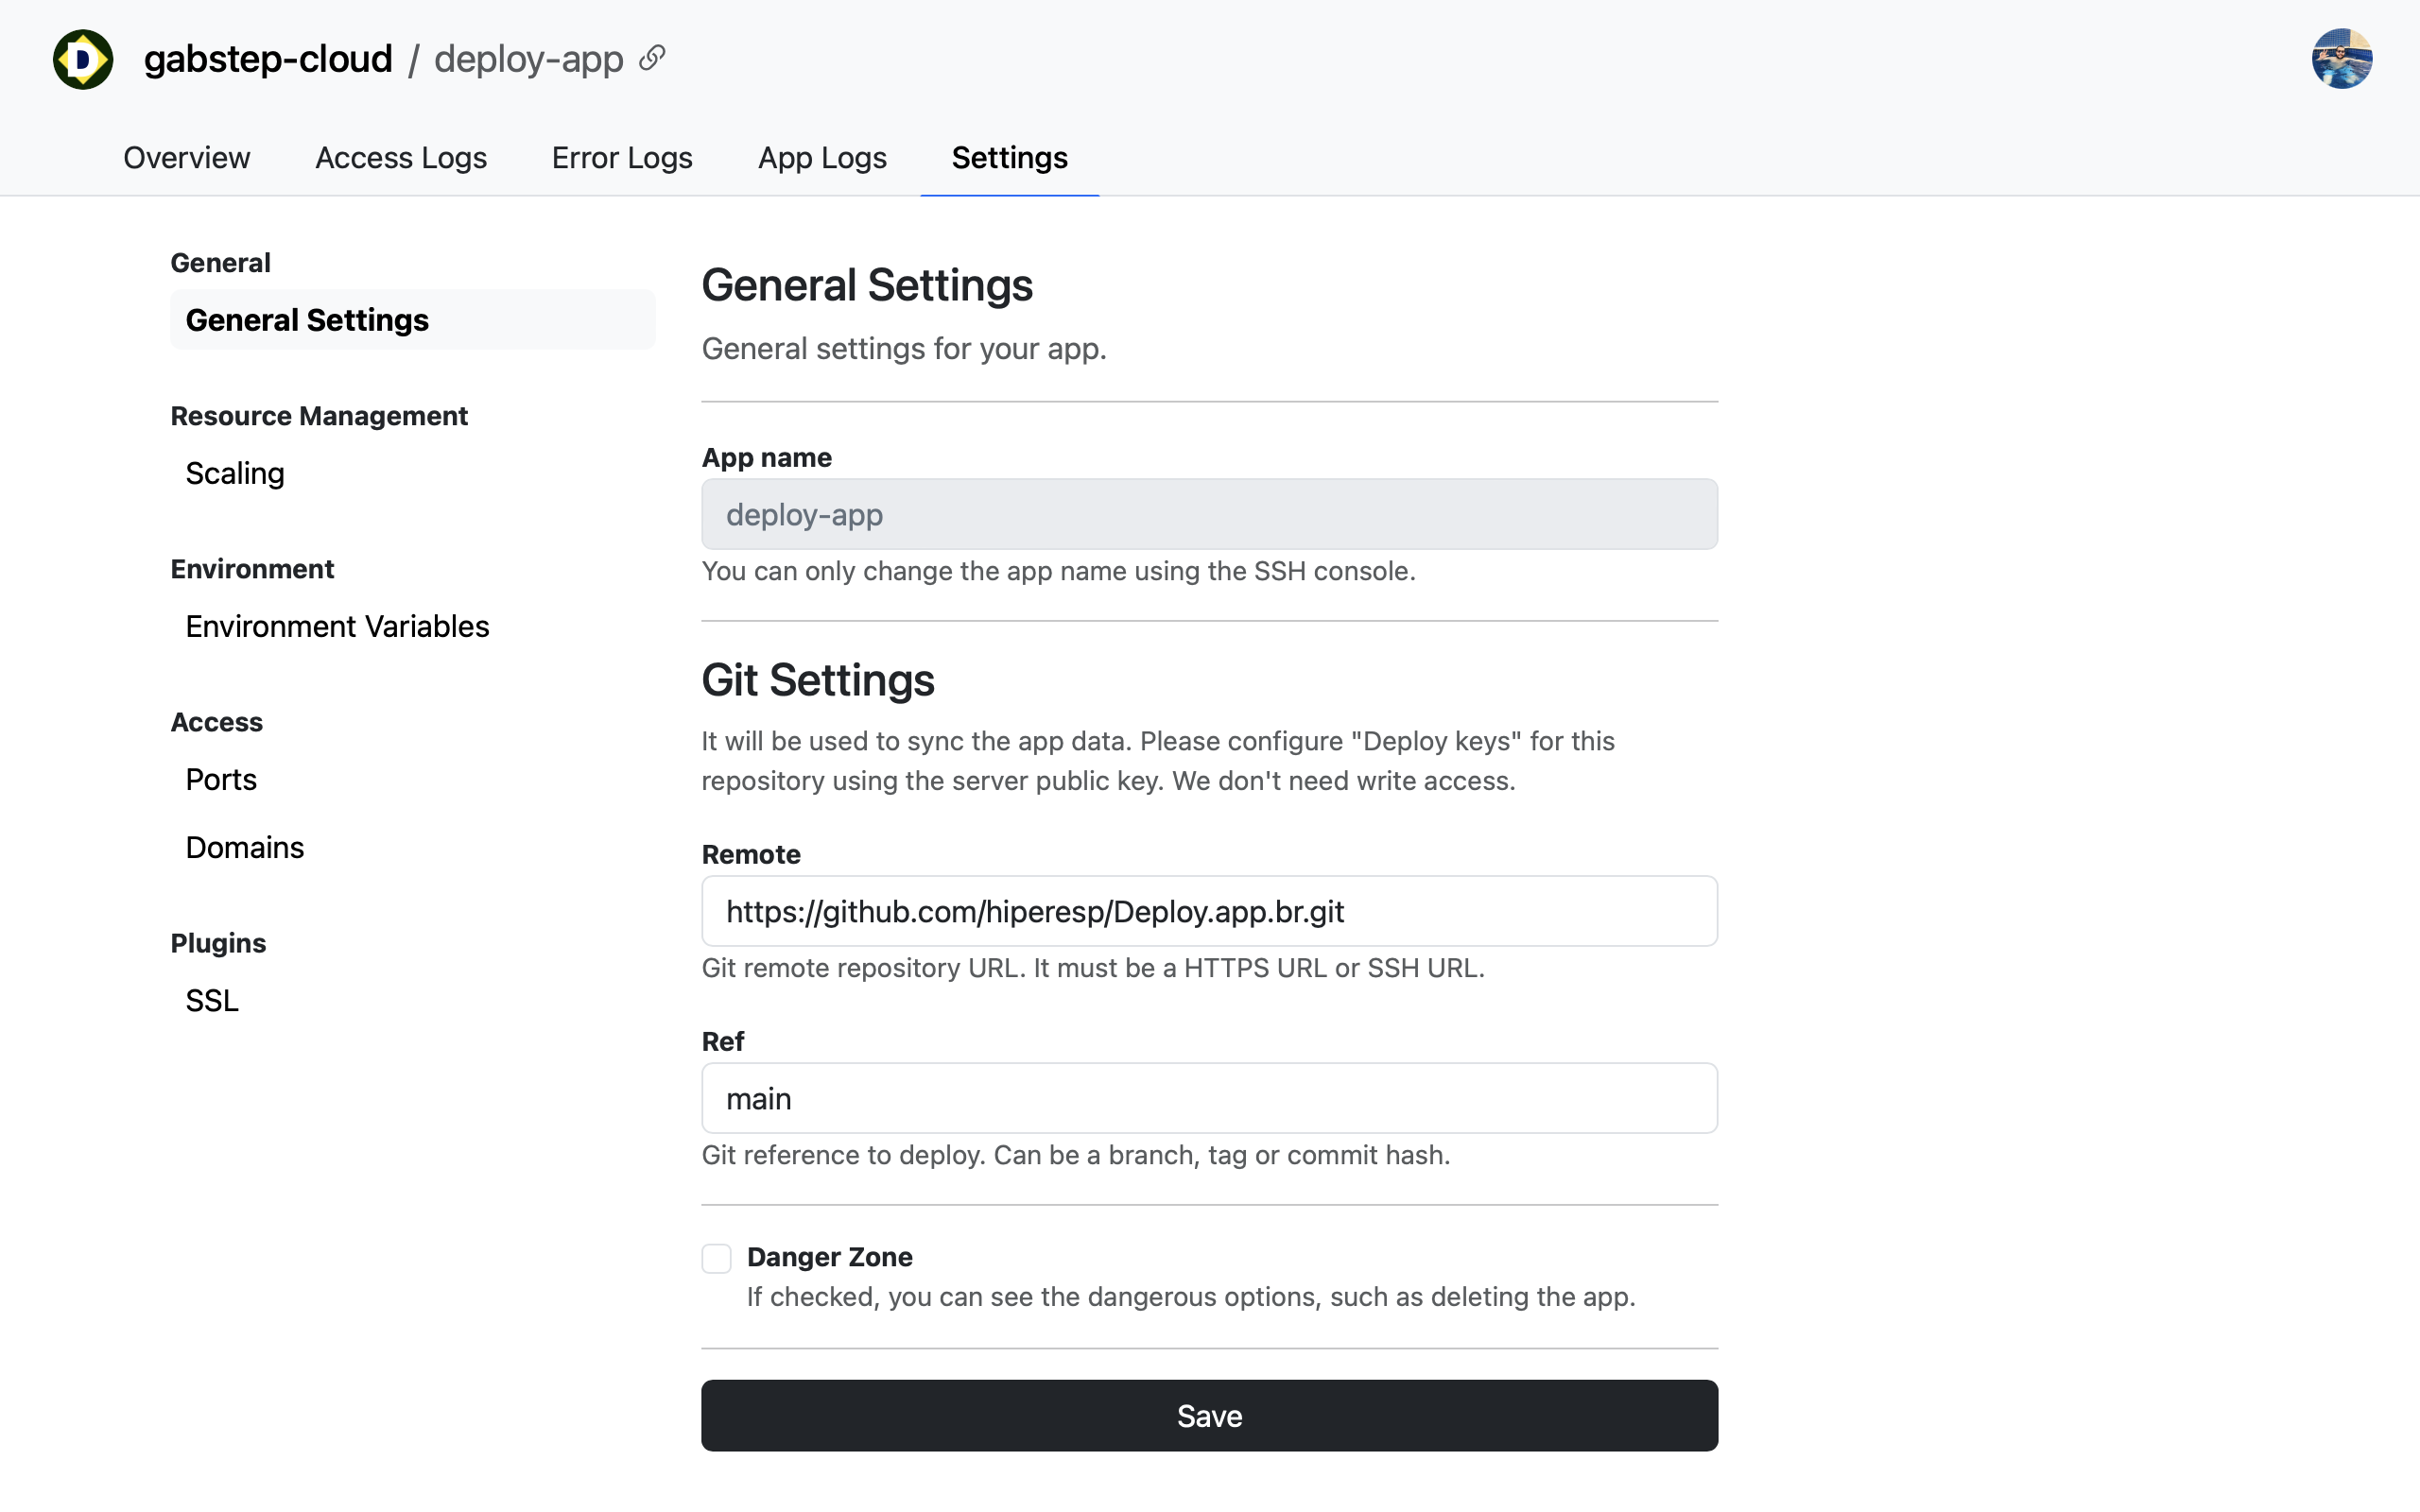 D
gabstep-cloud / deploy-app
Overview Access Logs Error Logs App Logs Settings
General
General Settings
Resource Management
Scaling
Environment
Environment Variables
Access
Ports
Domains
Plugins
SSL
General Settings
General settings for your app.
App name
deploy-app
You can only change the app name using the SSH console.
Git Settings
It will be used to sync the app data. Please configure "Deploy keys" for this
repository using the server public key. We don't need write access.
Remote
https://github.com/hiperesp/Deploy.app.br.git
Git remote repository URL. It must be a HTTPS URL or SSH URL.
Ref
main
Git reference to deploy. Can be a branch, tag or commit hash.
Danger Zone
If checked, you can see the dangerous options, such as deleting the app.
Save